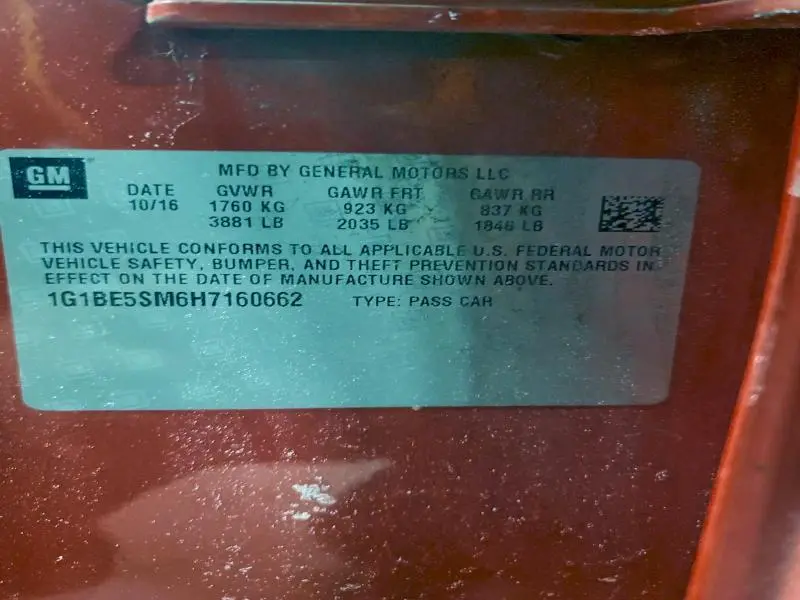 GM MFD BY GENERAL MOTORS LLC
DATE GVWR GAWR FRT GAWR RR
10/16 1760 KG 923 KG 837 KG
3881 LB 2035 LB 1846 LB
THIS VEHICLE CONFORMS TO ALL APPLICABLE U.S. FEDERAL MOTOR
VEHICLE SAFETY, BUMPER, AND THEFT PREVENTION STANDARDS IN
EFFECT ON THE DATE OF MANUFACTURE SHOWN ABOVE.
1G1BE5SM6H7160662 TYPE: PASS CAR